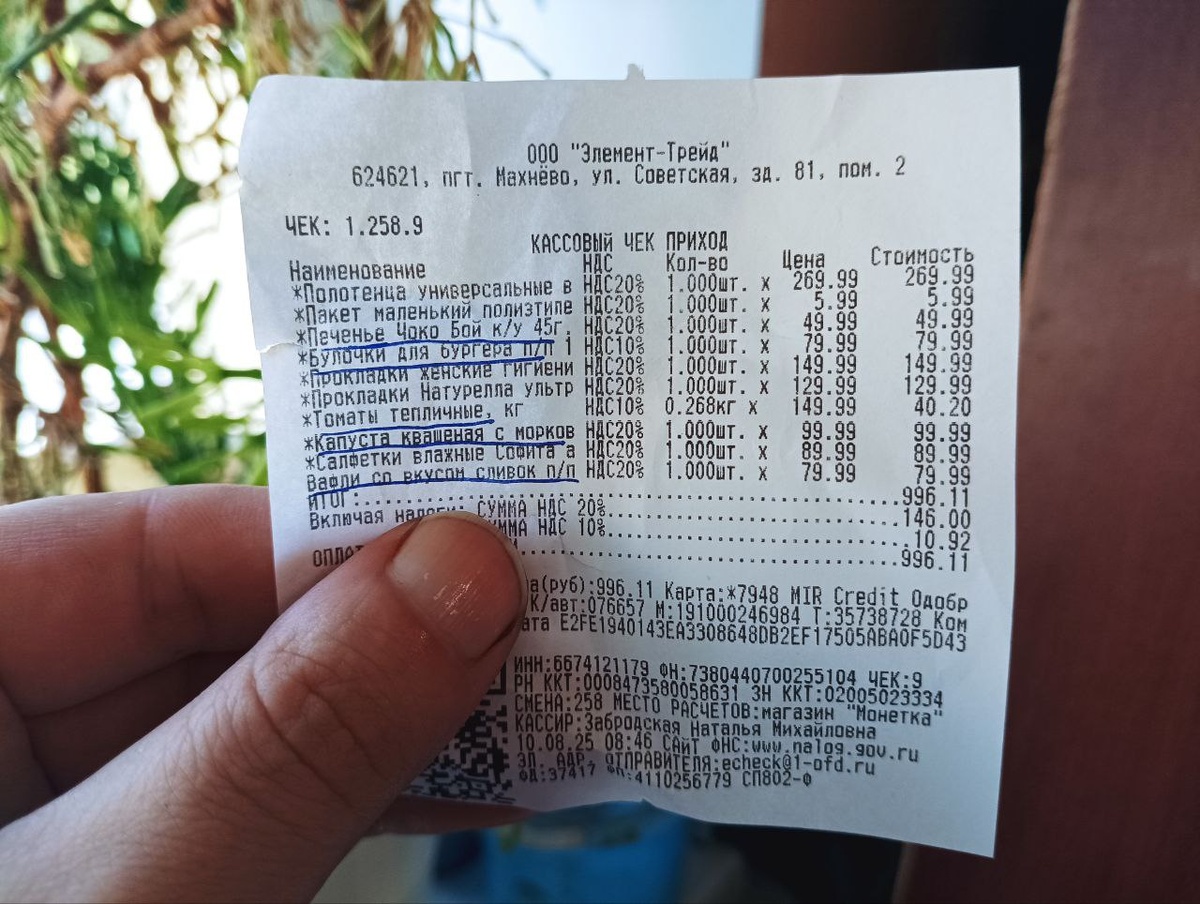 ООО "Элемент-Трейд"
624621, пгт. Махнёво, ул. Советская, зд. 81, пом. 2
ЧЕК: 1.258.9
КАССОВЫЙ ЧЕК ПРИХОД
Наименование НДС Кол-во Цена Стоимость
*Полотенца универсальные в НДС20% 1.000шт. х 269.99 269.99
*Пакет маленький полиэтиле НДС20% 1.000шт. х 5.99 5.99
*Печенье Чоко Бой к/у 45г. НДС20% 1.000шт. х 49.99 49.99
*Булочки для бургера п/п 1 НДС10% 1.000шт. х 79.99 79.99
*Прокладки женские гигиени НДС20% 1.000шт. х 149.99 149.99
*Прокладки Натурелла ультр НДС20% 1.000шт. х 129.99 129.99
*Томаты тепличные, кг НДС10% 0.268кг х 149.99 40.20
*Капуста квашеная с морков НДС20% 1.000шт. х 99.99 99.99
*Салфетки влажные Софита а НДС20% 1.000шт. х 89.99 89.99
Вафли со вкусом сливок п/п НДС20% 1.000шт. х 79.99 79.99
ИТОГ:..................996.11
Включая налоги: СУММА НДС 20%..................146.00
СУММА НДС 10%..................10.92
..................996.11
(руб):996.11 Карта:*7948 MIR Credit Одобр
К/авт:076657 М:191000246984 Т:35738728 Ком
E2FE1940143EA3308648DB2EF17505ABA0F5D43
ИНН:6674121179 ФН:7380440700255104 ЧЕК:9
РН ККТ:0008473580058631 ЗН ККТ:02005023334
СМЕНА:258 МЕСТО РАСЧЕТОВ:магазин "Монетка"
КАССИР:Забродская Наталья Михайловна
10.08.25 08:46 САЙТ ФНС:www.nalog.gov.ru
ЭЛ. АДР. ОТПРАВИТЕЛЯ:echeck@1-ofd.ru
ФД:37417 ФП:4110256779 СП802-Ф